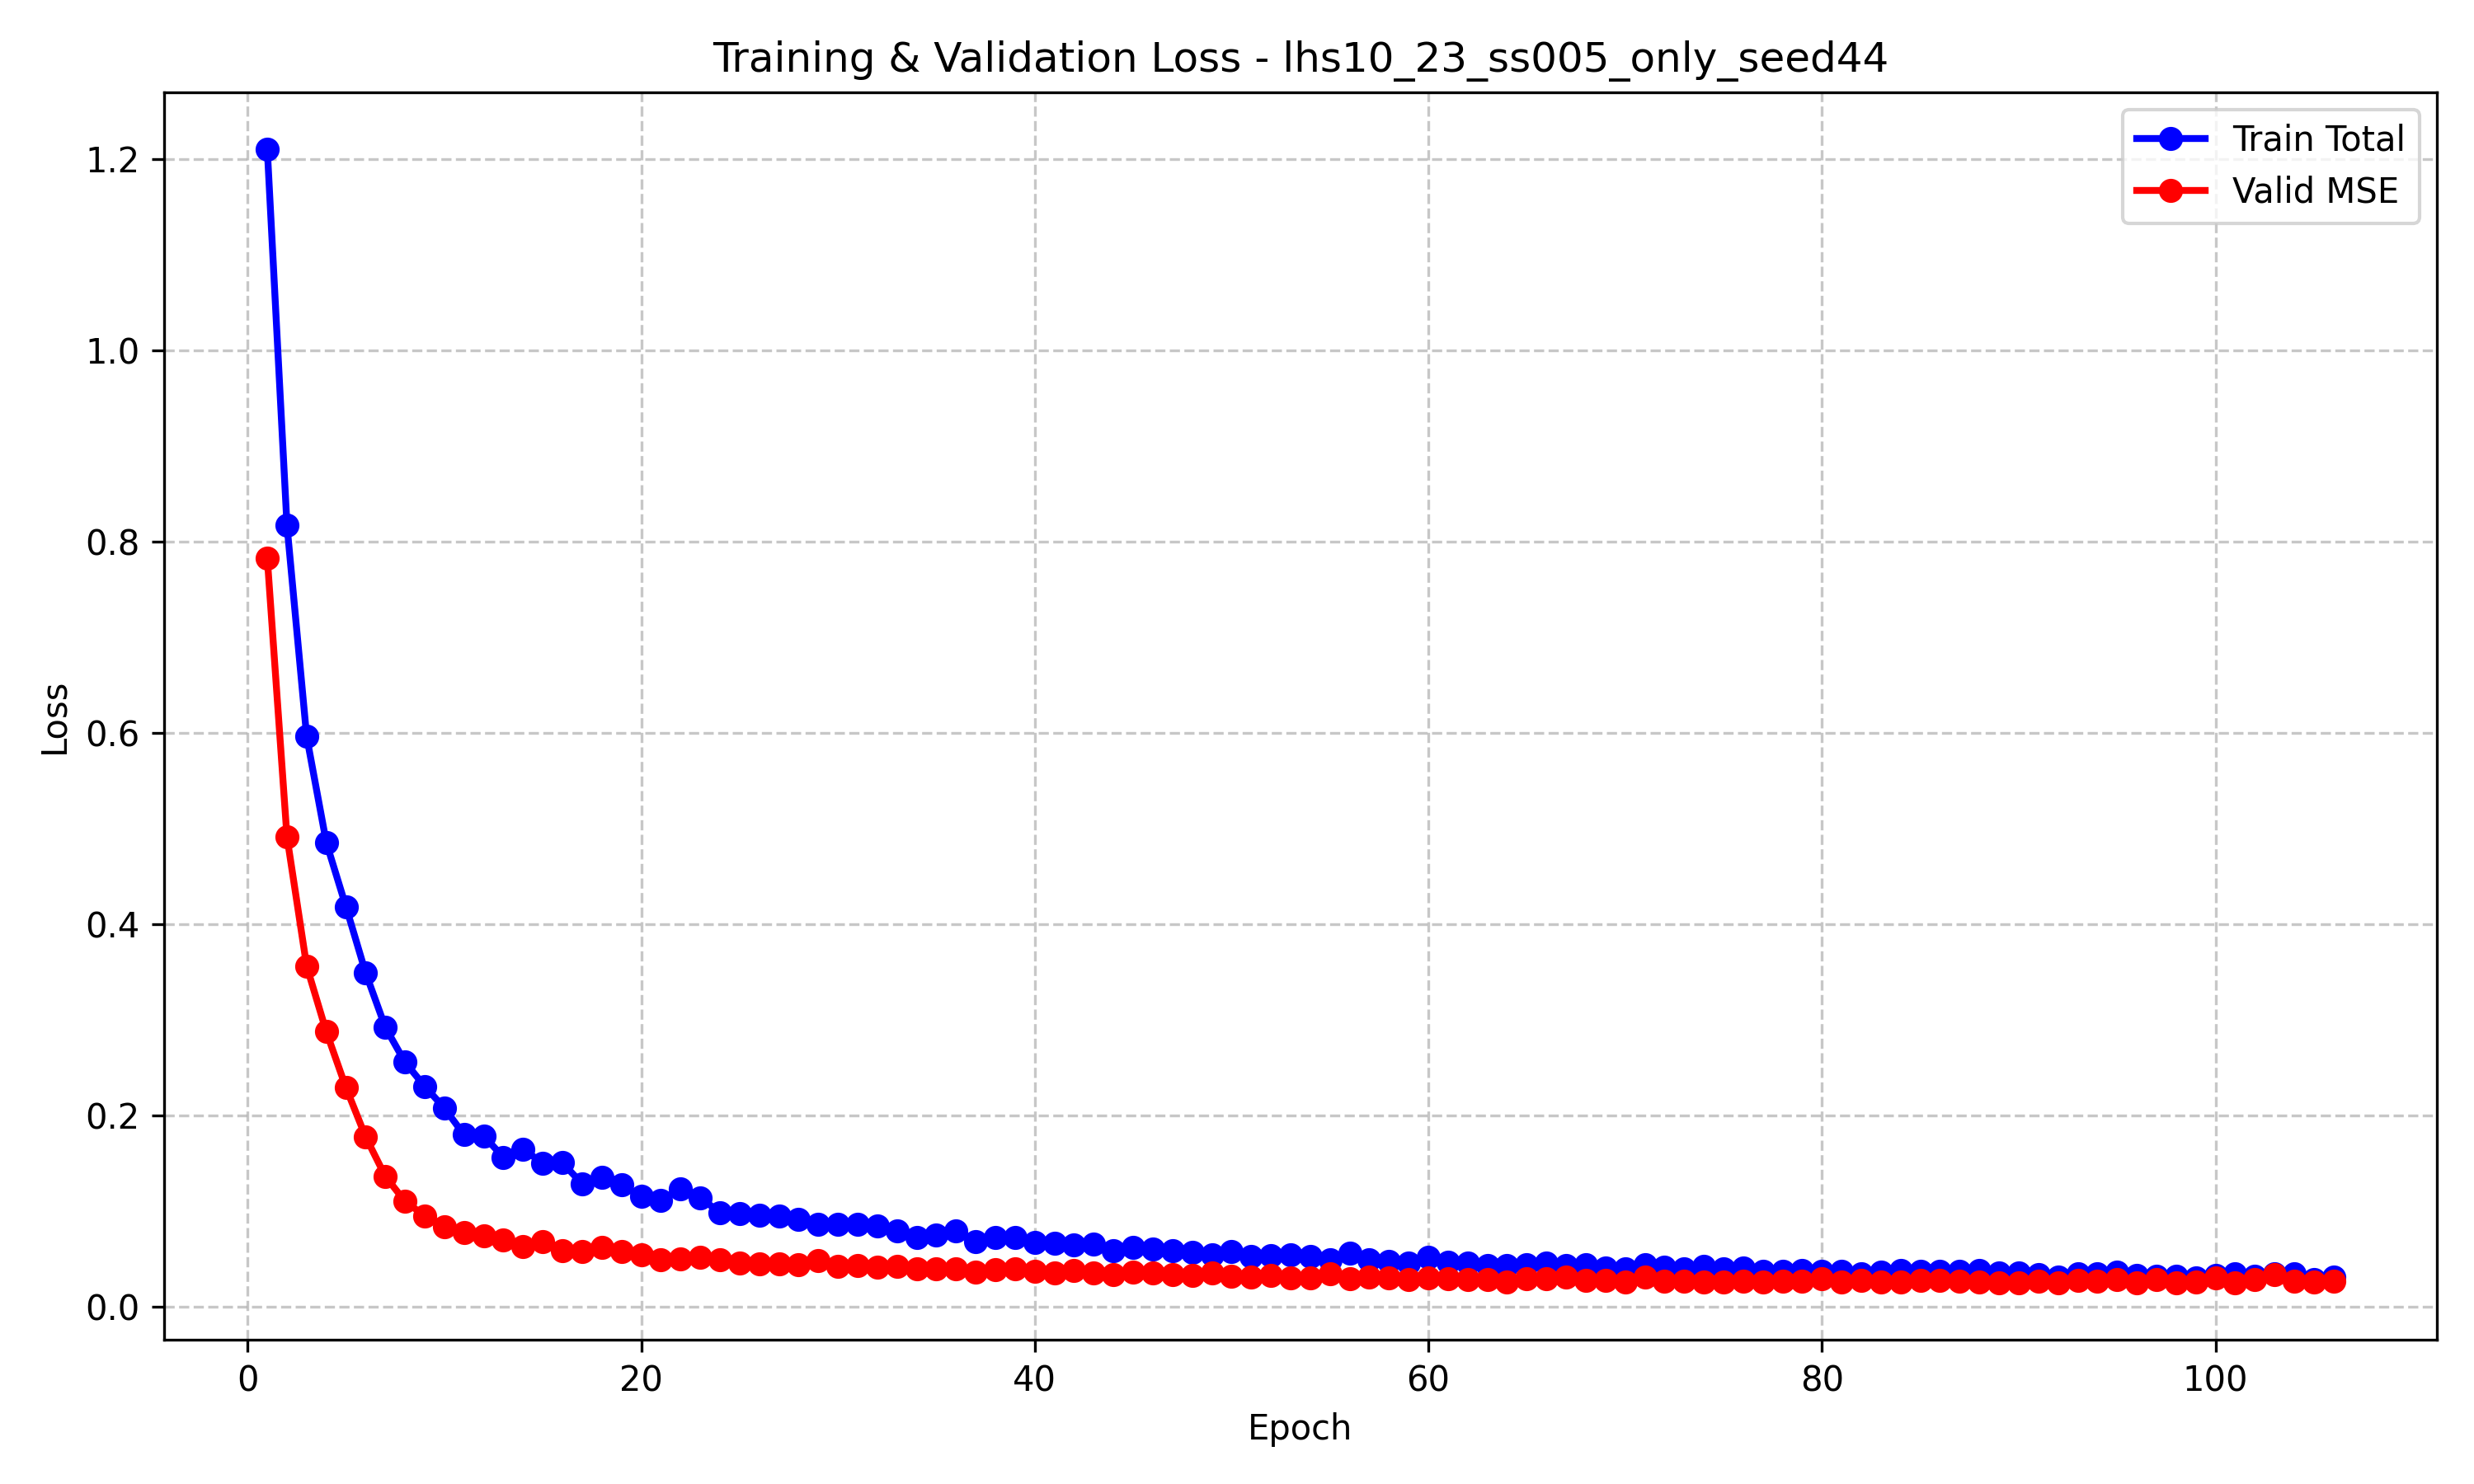 Training & Validation Loss - lhs10_23_ss005_only_seed44
Train Total
Valid MSE
1.2
1.0
0.8
0.6
0.4
0.2
0.0
Loss
0 20 40 60 80 100
Epoch